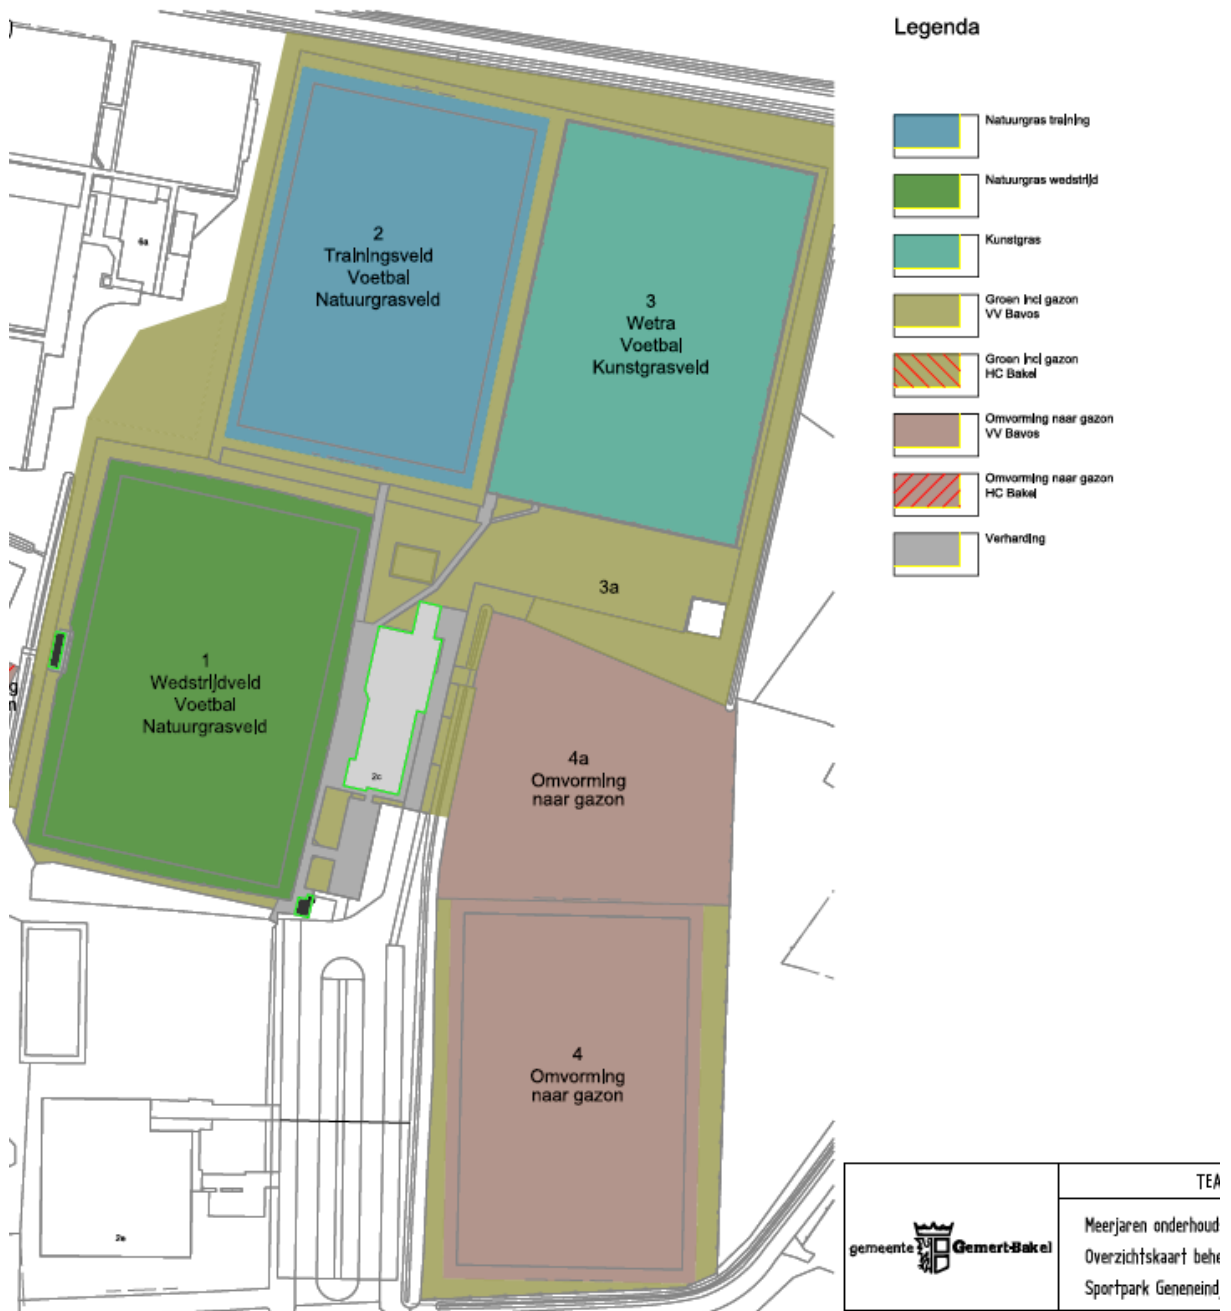 Legenda
Natuurgras training
Natuurgras wedstrijd
Kunstgras
Groen incl gazon
VV Bavos
Groen incl gazon
HC Bakel
Omvorming naar gazon
VV Bavos
Omvorming naar gazon
HC Bakel
Verharding
6a
2
Trainingsveld
Voetbal
Natuurgrasveld
3
Wetra
Voetbal
Kunstgrasveld
3a
1
Wedstrijdveld
Voetbal
Natuurgrasveld
g
n
2c
4a
Omvorming
naar gazon
4
Omvorming
naar gazon
gemeente Gemert-Bakel
TEA
Meerjaren onderhoud
Overzichtskaart behe
Sportpark Geneneind